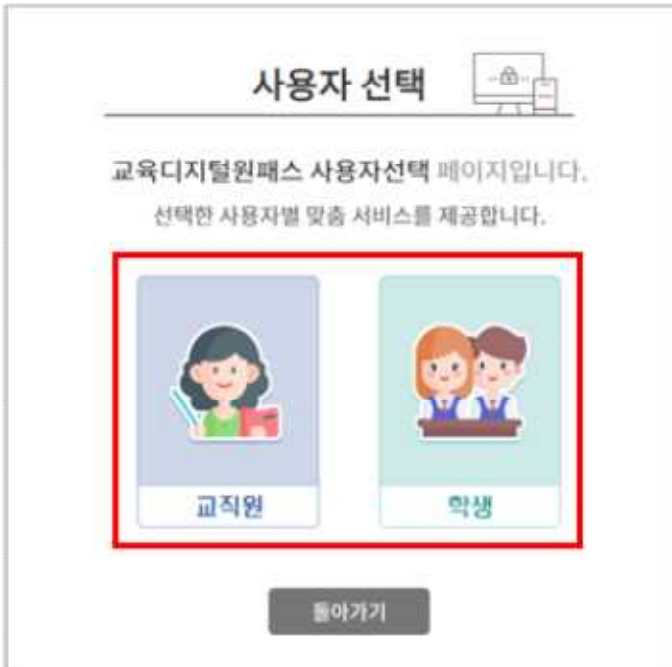 사용자 선택
교육디지털원패스 사용자선택 페이지입니다.
선택한 사용자별 맞춤 서비스를 제공합니다.
교직원 학생
돌아가기